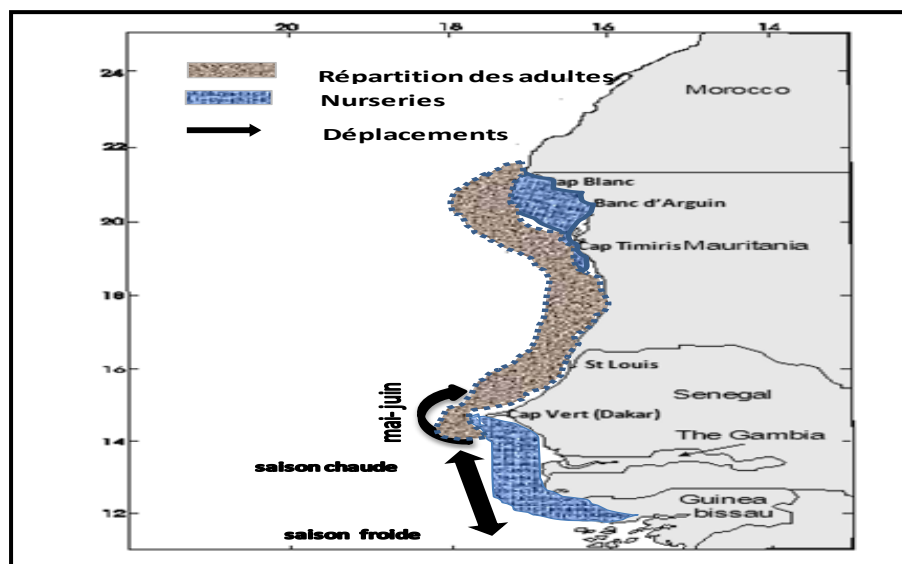 20 18 16 14
24
22
20
18
16
14
12
Répartition des adultes
Nurseries
Déplacements
Morocco
ap Blanc
Banc d'Arguin
Cap Timiris Mauritania
St Louis
Senegal
mai- juin
Cap Vert (Dakar)
The Gambia
saison chaude
Guinea
bissau
saison froide